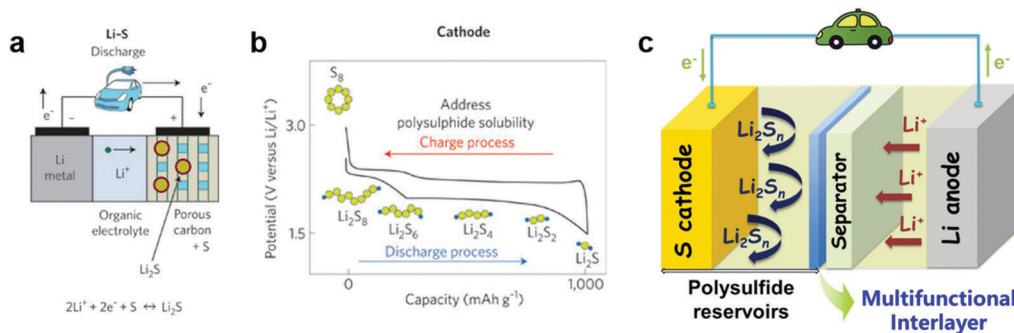 a
Li–S
Discharge
e⁻
e⁻
−
+
Li
metal
Li⁺
Organic
electrolyte
Porous
carbon
+ S
Li₂S
2Li⁺ + 2e⁻ + S ↔ Li₂S
b
Cathode
S₈
Address
polysulphide solubility
Charge process
3.0
1.5
Potential (V versus Li/Li⁺)
Li₂S₈
Li₂S₆
Li₂S₄
Li₂S₂
Li₂S
Discharge process
0
1,000
Capacity (mAh g⁻¹)
c
e⁻
e⁻
S cathode
Li₂Sₙ
Li₂Sₙ
Li₂Sₙ
Separator
Li⁺
Li⁺
Li⁺
Li anode
Polysulfide
reservoirs
Multifunctional
Interlayer